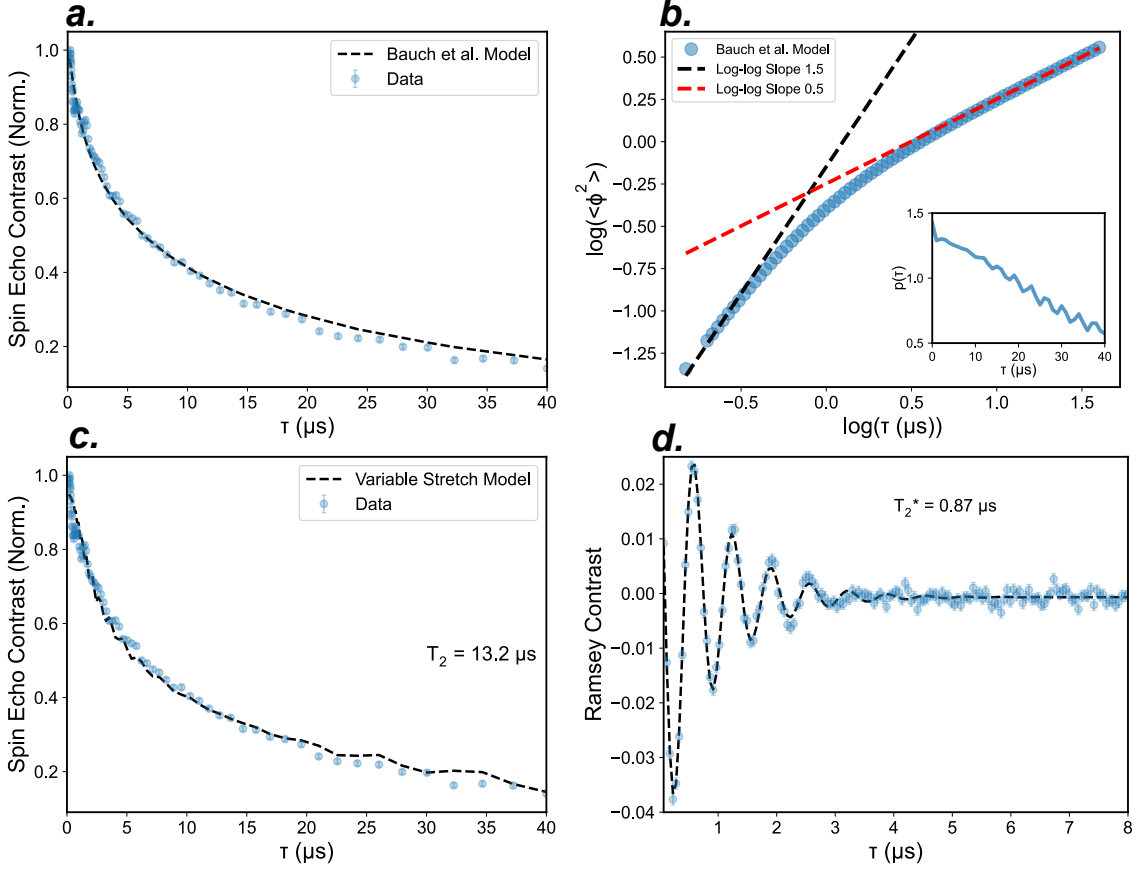 a.
Spin Echo Contrast (Norm.)
1.0
0.8
0.6
0.4
0.2
Bauch et al. Model
Data
0 5 10 15 20 25 30 35 40
τ (μs)
b.
log(<ϕ²>)
0.50
0.25
0.00
−0.25
−0.50
−0.75
−1.00
−1.25
Bauch et al. Model
Log-log Slope 1.5
Log-log Slope 0.5
p(τ)
1.5
1.0
0.5
0 20 40
τ (μs)
−0.5 0.0 0.5 1.0 1.5
log(τ (μs))
c.
Spin Echo Contrast (Norm.)
1.0
0.8
0.6
0.4
0.2
Variable Stretch Model
Data
T₂ = 13.2 μs
0 5 10 15 20 25 30 35 40
τ (μs)
d.
Ramsey Contrast
0.02
0.01
0.00
−0.01
−0.02
−0.03
−0.04
T₂* = 0.87 μs
1 2 3 4 5 6 7 8
τ (μs)